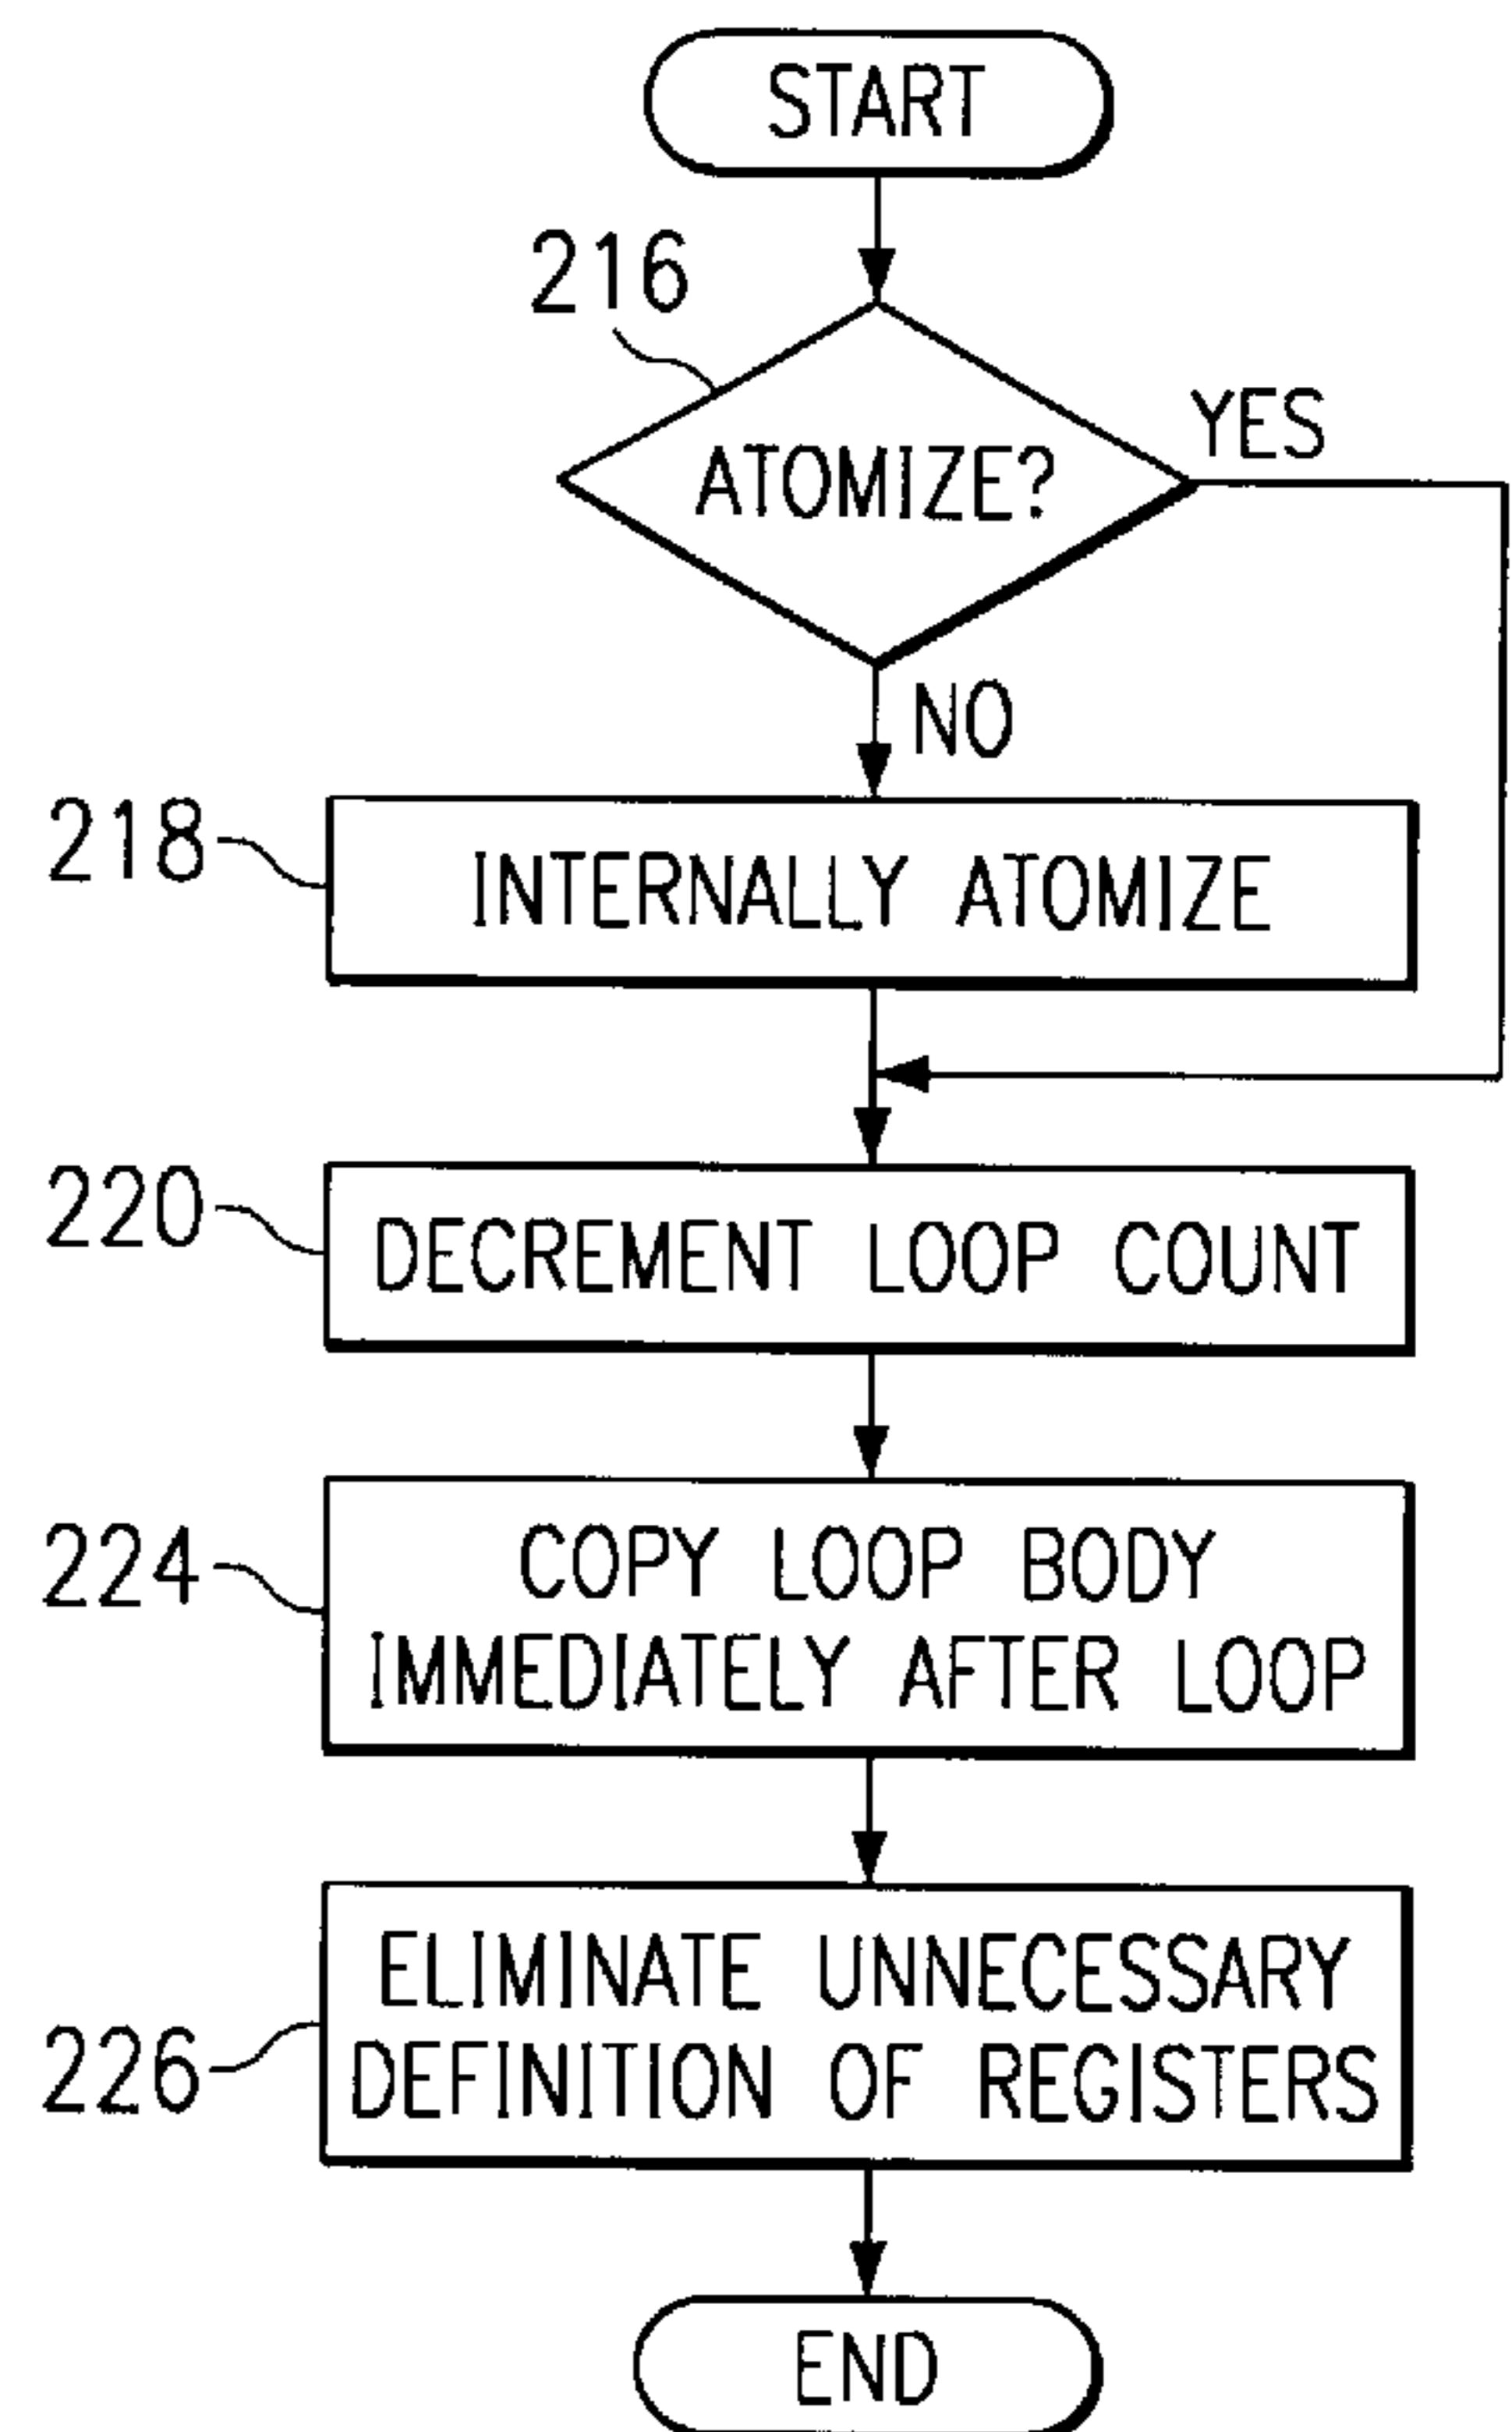 START
216
ATOMIZE?
YES
NO
218
INTERNALLY ATOMIZE
220
DECREMENT LOOP COUNT
224
COPY LOOP BODY
IMMEDIATELY AFTER LOOP
226
ELIMINATE UNNECESSARY
DEFINITION OF REGISTERS
END